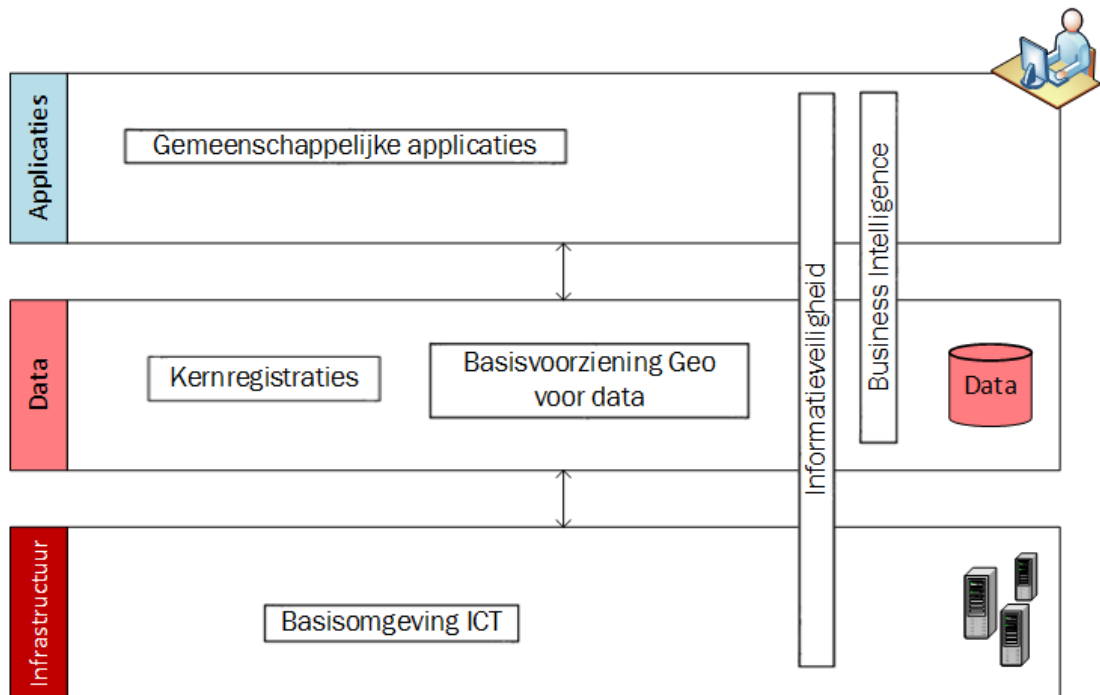 Applicaties
Gemeenschappelijke applicaties
Informatieveiligheid
Business Intelligence
Data
Kernregistraties
Basisvoorziening Geo
voor data
Data
Infrastructuur
Basisomgeving ICT